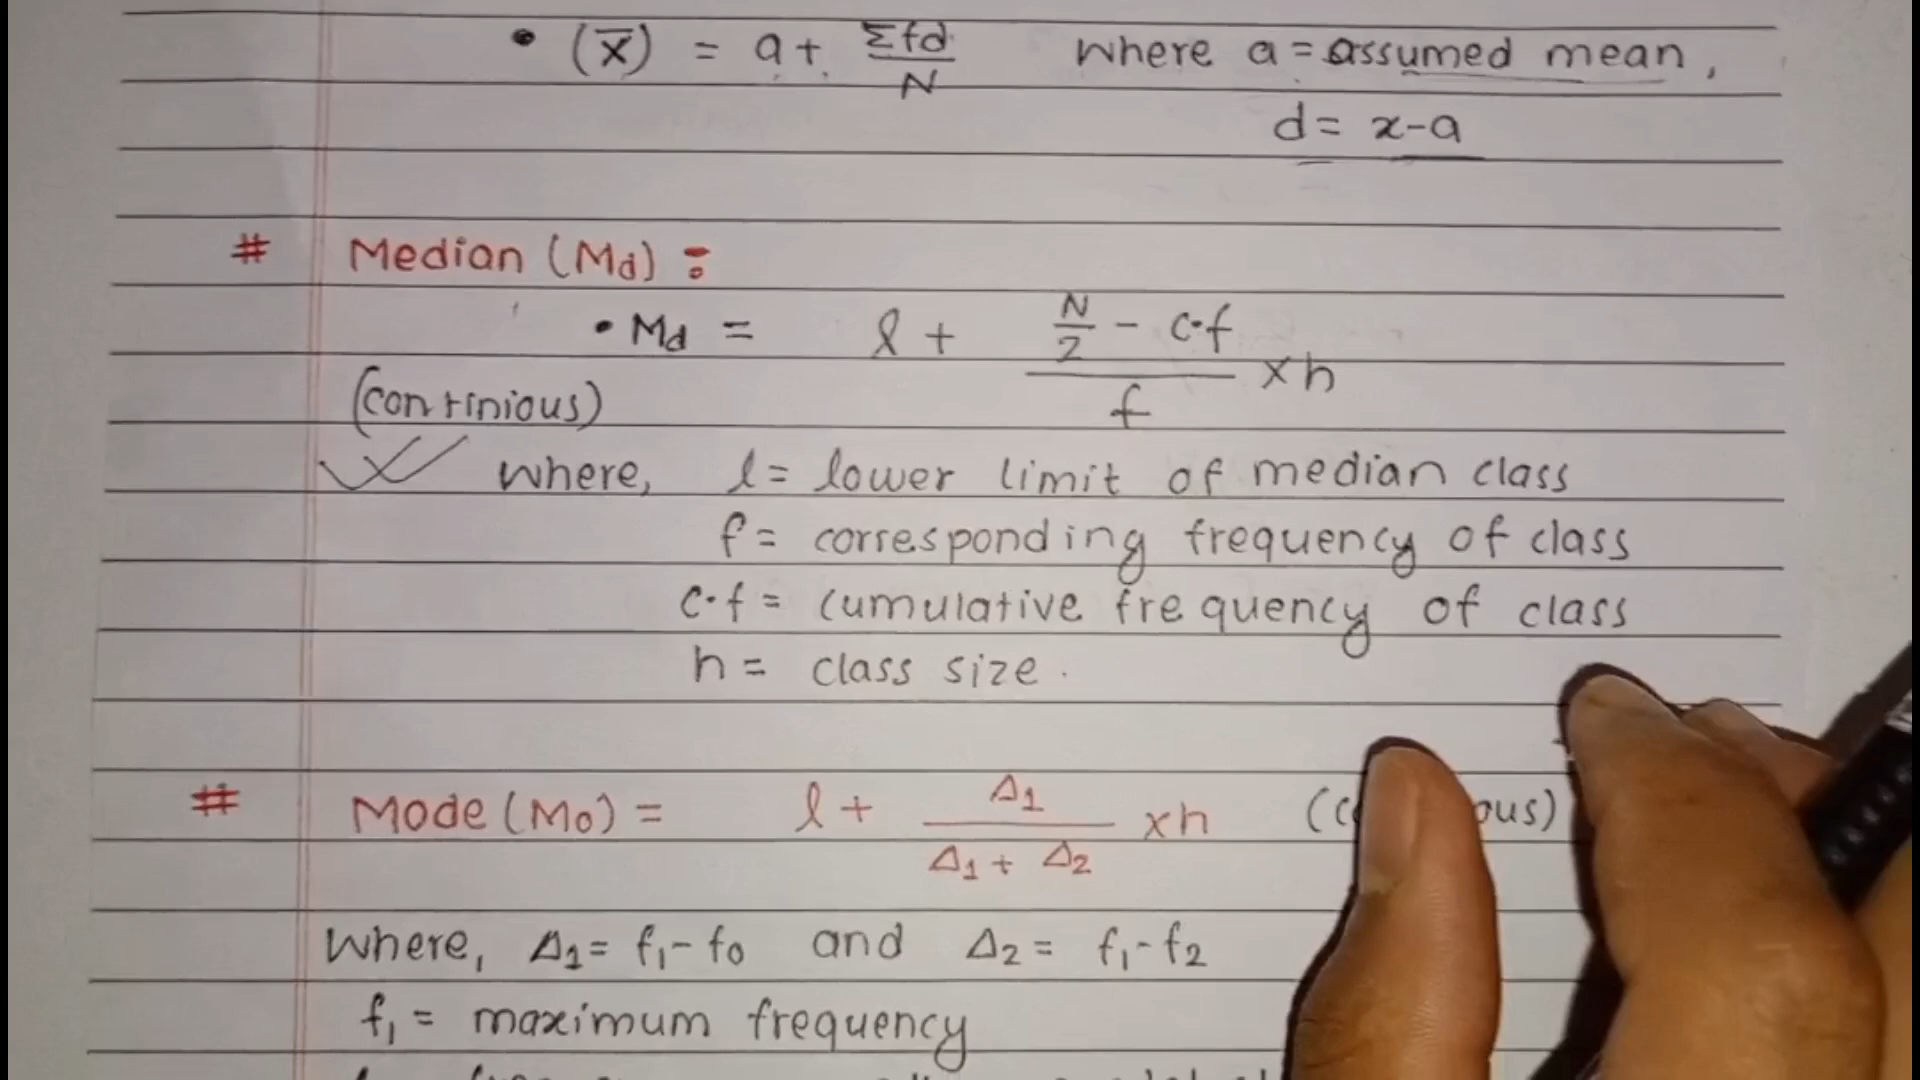 • (x̄) = a + Σfd/N where a = assumed mean,
d = x-a
# Median (Md) :
• Md = l + (N/2 - c.f)/f × h
(continious)
where, l = lower limit of median class
f = corresponding frequency of class
c.f = cumulative frequency of class
h = class size.
# Mode (Mo) = l + Δ1/(Δ1 + Δ2) × h
Where, Δ1 = f1 - f0 and Δ2 = f1 - f2
f1 = maximum frequency